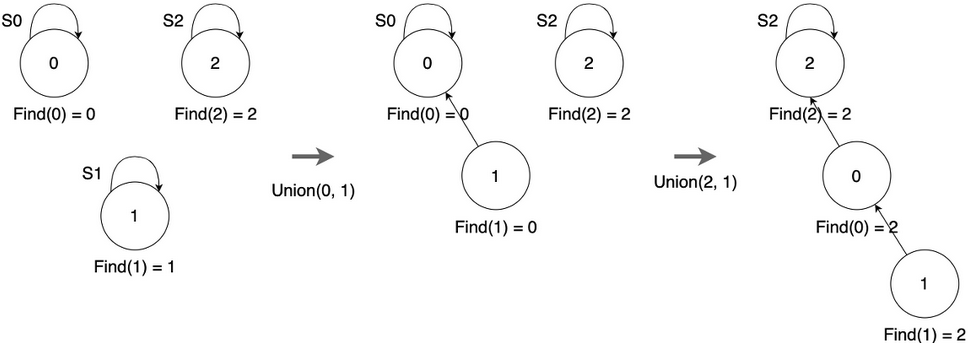 S0
0
Find(0) = 0
S2
2
Find(2) = 2
S1
1
Find(1) = 1
Union(0, 1)
S0
0
Find(0) = 0
S2
2
Find(2) = 2
1
Find(1) = 0
Union(2, 1)
S2
2
Find(2) = 2
0
Find(0) = 2
1
Find(1) = 2